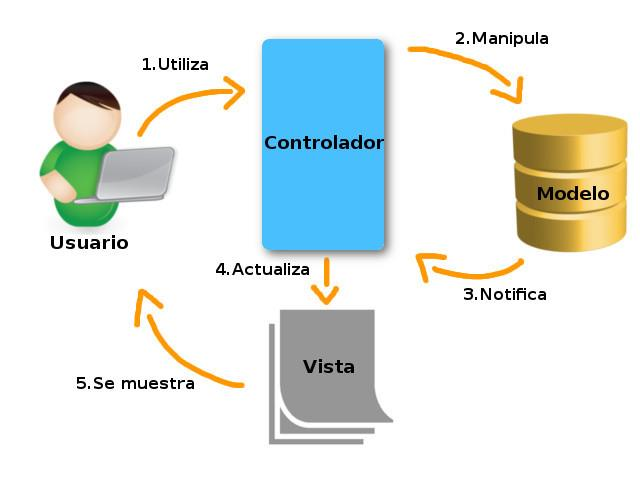 2.Manipula
1.Utiliza
Controlador
Modelo
Usuario
4.Actualiza
3.Notifica
Vista
5.Se muestra